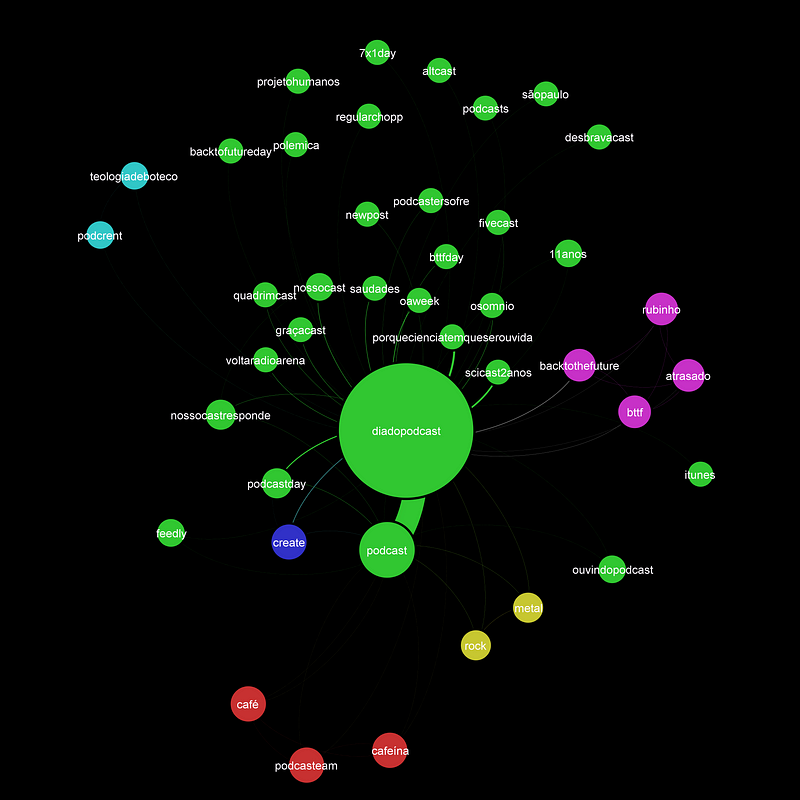 7x1day
altcast
projetohumanos
sãopaulo
podcasts
regularchopp
desbravacast
polemica
backtofutureday
teologiadeboteco
podcastersofre
newpost
fivecast
podcrent
11anos
bttfday
nossocast
saudades
quadrimcast
oaweek
osomnio
rubinho
graçacast
porquecienciatemqueserouvida
voltaradioarena
backtothefuture
scicast2anos
atrasado
bttf
nossocastresponde
diadopodcast
itunes
podcastday
feedly
create
podcast
ouvindopodcast
metal
rock
café
cafeína
podcasteam